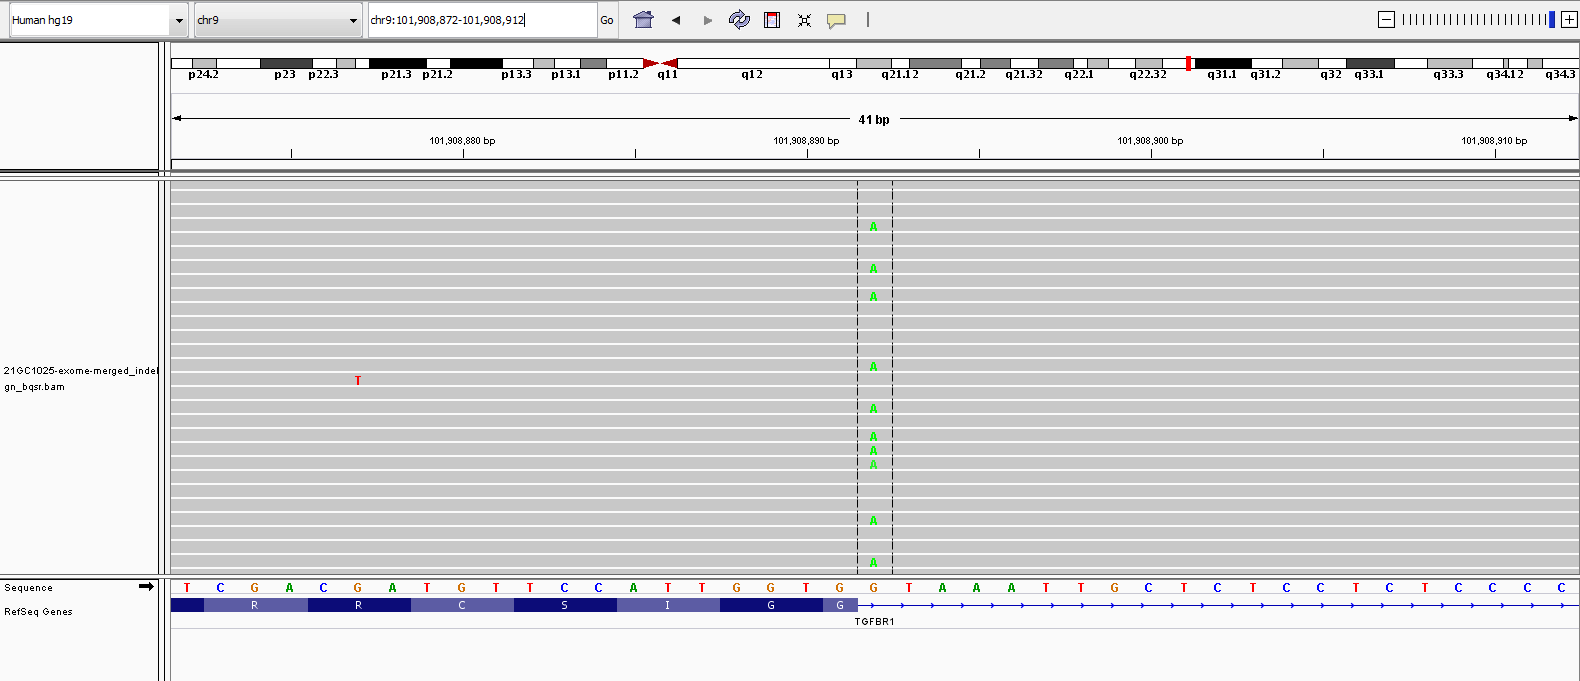 Human hg19 chr9 chr9:101,908,872-101,908,912 Go
p24.2 p23 p22.3 p21.3 p21.2 p13.3 p13.1 p11.2 q11 q12 q13 q21.12 q21.2 q21.32 q22.1 q22.32 q31.1 q31.2 q32 q33.1 q33.3 q34.12 q34.3
41 bp
101,908,880 bp 101,908,890 bp 101,908,900 bp 101,908,910 bp
A
A
A
A
21GC1025-exome-merged_indel
T
gn_bqsr.bam
A
A
A
A
A
A
Sequence T C G A C G A T G T T C C A T T G G T G G T A A A T T G C T C T C C T C T C C C C
RefSeq Genes R R C S I G G
TGFBR1